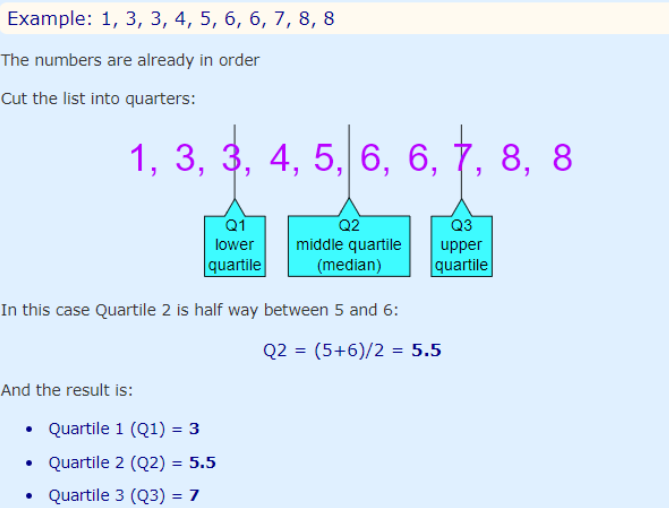 Example: 1, 3, 3, 4, 5, 6, 6, 7, 8, 8
The numbers are already in order
Cut the list into quarters:
1, 3, 3, 4, 5, 6, 6, 7, 8, 8
Q1
lower
quartile
Q2
middle quartile
(median)
Q3
upper
quartile
In this case Quartile 2 is half way between 5 and 6:
Q2 = (5+6)/2 = 5.5
And the result is:
• Quartile 1 (Q1) = 3
• Quartile 2 (Q2) = 5.5
• Quartile 3 (Q3) = 7